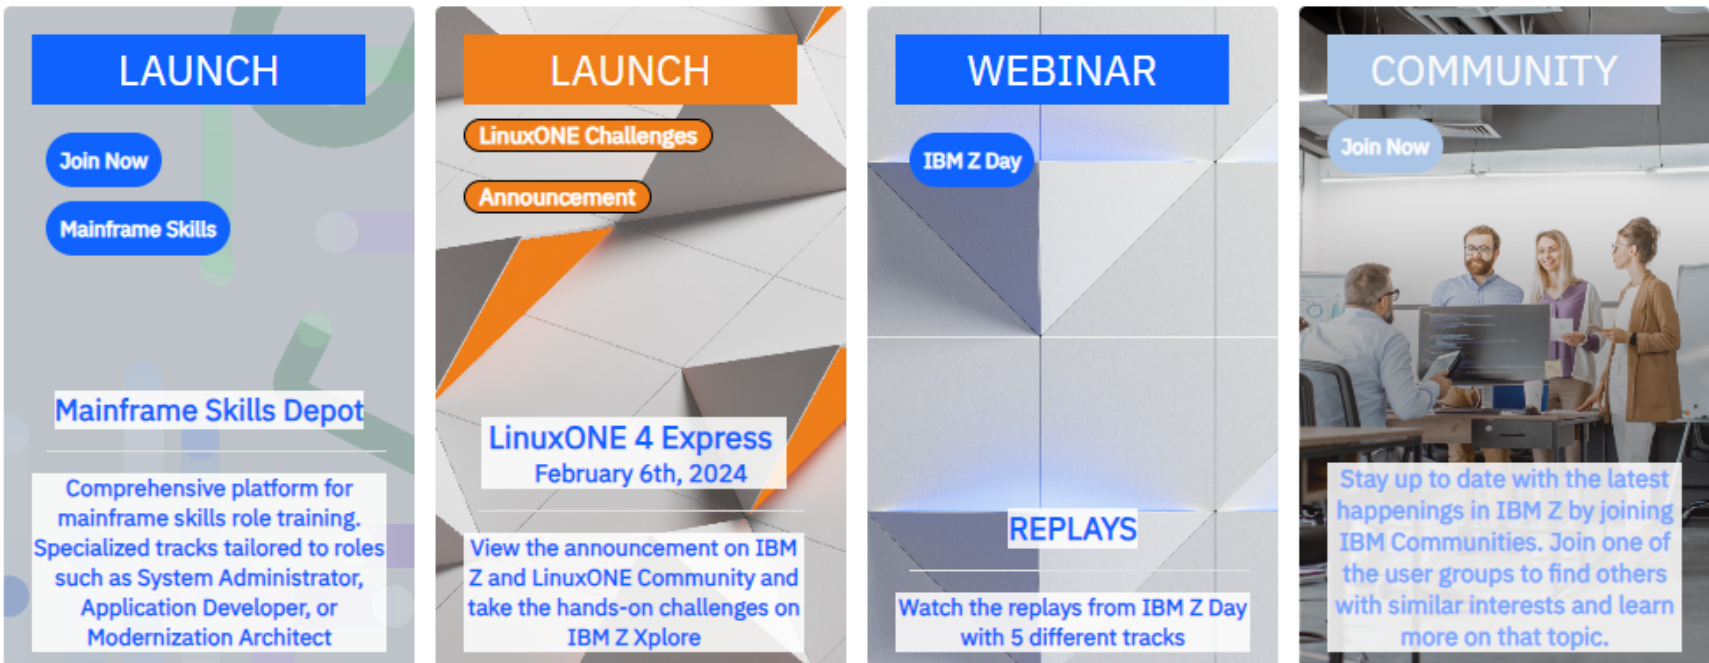 LAUNCH
Join Now
Mainframe Skills
Mainframe Skills Depot
Comprehensive platform for
mainframe skills role training.
Specialized tracks tailored to roles
such as System Administrator,
Application Developer, or
Modernization Architect
LAUNCH
LinuxONE Challenges
Announcement
LinuxONE 4 Express
February 6th, 2024
View the announcement on IBM
Z and LinuxONE Community and
take the hands-on challenges on
IBM Z Xplore
WEBINAR
IBM Z Day
REPLAYS
Watch the replays from IBM Z Day
with 5 different tracks
COMMUNITY
Join Now
Stay up to date with the latest
happenings in IBM Z by joining
IBM Communities. Join one of
the user groups to find others
with similar interests and learn
more on that topic.